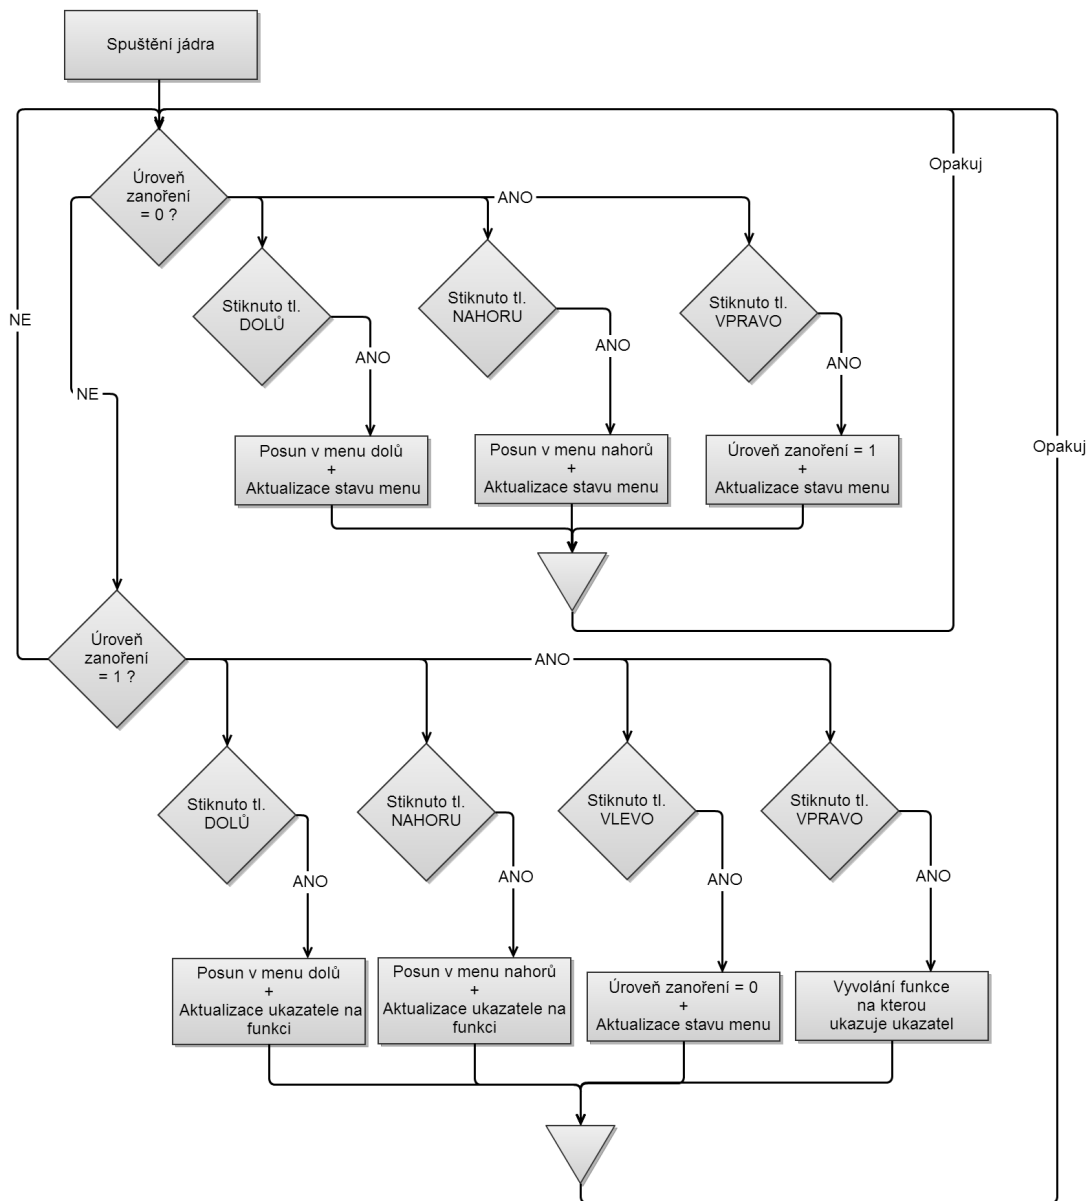 Spuštění jádra
Opakuj
Úroveň
zanoření
= 0 ?
ANO
Stiknuto tl.
DOLŮ
Stiknuto tl.
NAHORU
Stiknuto tl.
VPRAVO
NE
ANO
ANO
ANO
NE
Opakuj
Posun v menu dolů
+
Aktualizace stavu menu
Posun v menu nahorů
+
Aktualizace stavu menu
Úroveň zanoření = 1
+
Aktualizace stavu menu
Úroveň
zanoření
= 1 ?
ANO
Stiknuto tl.
DOLŮ
Stiknuto tl.
NAHORU
Stiknuto tl.
VLEVO
Stiknuto tl.
VPRAVO
ANO
ANO
ANO
ANO
Posun v menu dolů
+
Aktualizace ukazatele na
funkci
Posun v menu nahorů
+
Aktualizace ukazatele na
funkci
Úroveň zanoření = 0
+
Aktualizace stavu menu
Vyvolání funkce
na kterou
ukazuje ukazatel